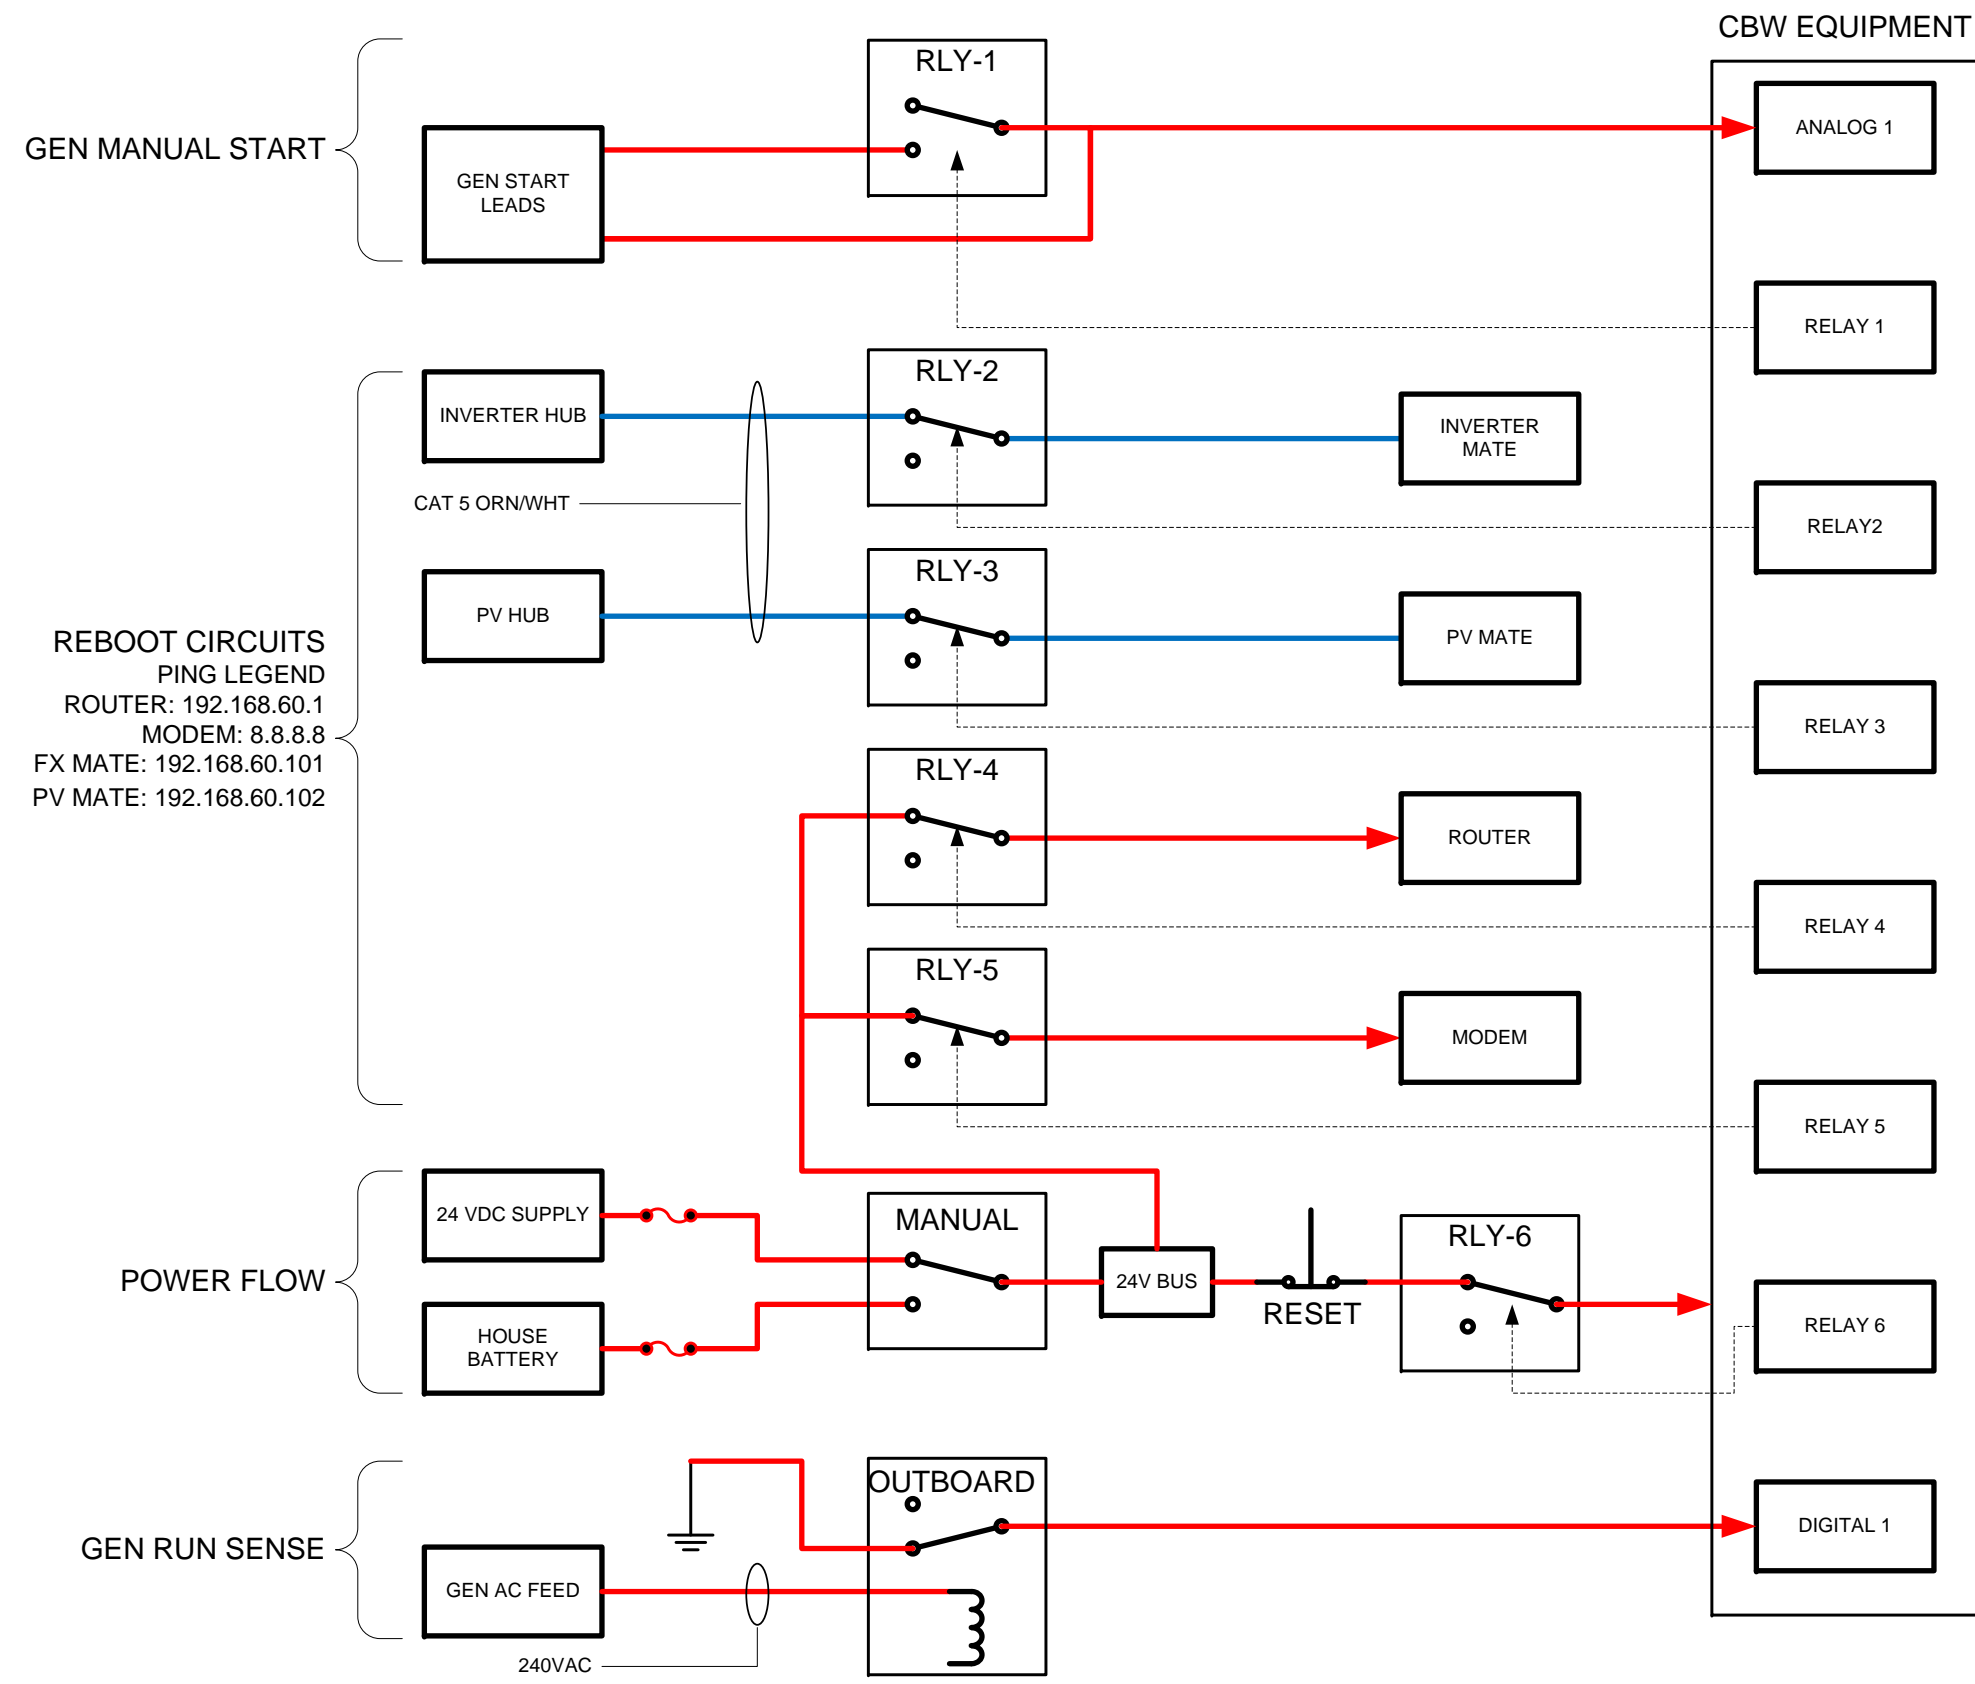 CBW EQUIPMENT
RLY-1
ANALOG 1
GEN MANUAL START
GEN START
LEADS
RELAY 1
RLY-2
INVERTER HUB
INVERTER
MATE
CAT 5 ORN/WHT
RELAY2
RLY-3
PV HUB
PV MATE
REBOOT CIRCUITS
PING LEGEND
ROUTER: 192.168.60.1
MODEM: 8.8.8.8
FX MATE: 192.168.60.101
PV MATE: 192.168.60.102
RELAY 3
RLY-4
ROUTER
RELAY 4
RLY-5
MODEM
RELAY 5
24 VDC SUPPLY
MANUAL
RLY-6
POWER FLOW
24V BUS
RESET
HOUSE
BATTERY
RELAY 6
OUTBOARD
DIGITAL 1
GEN RUN SENSE
GEN AC FEED
240VAC